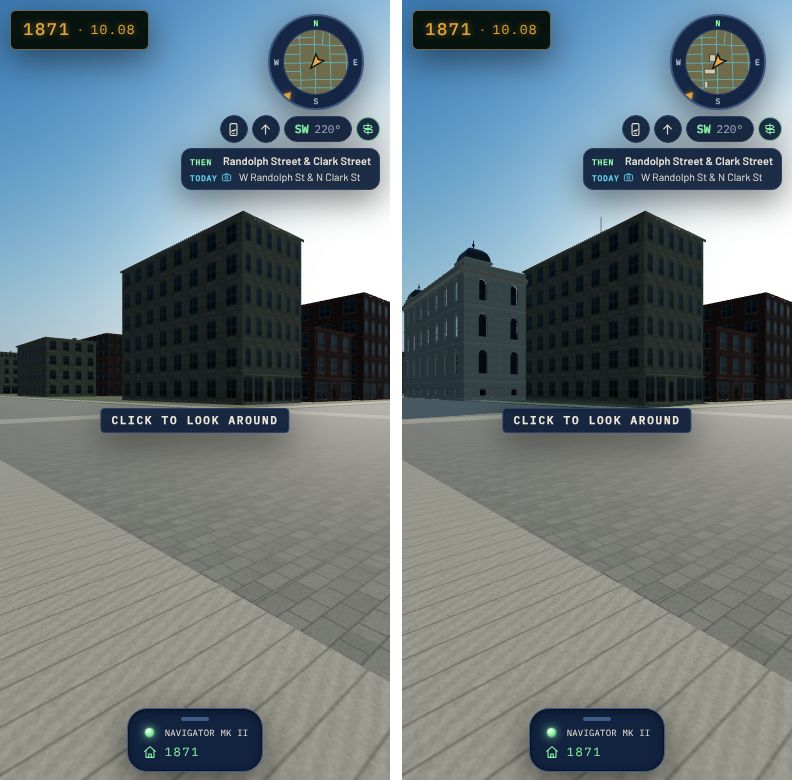 1871 · 10.08
N
W
E
S
SW 220°
THEN Randolph Street & Clark Street
TODAY W Randolph St & N Clark St
CLICK TO LOOK AROUND
NAVIGATOR MK II
1871
1871 · 10.08
N
W
E
S
SW 220°
THEN Randolph Street & Clark Street
TODAY W Randolph St & N Clark St
CLICK TO LOOK AROUND
NAVIGATOR MK II
1871